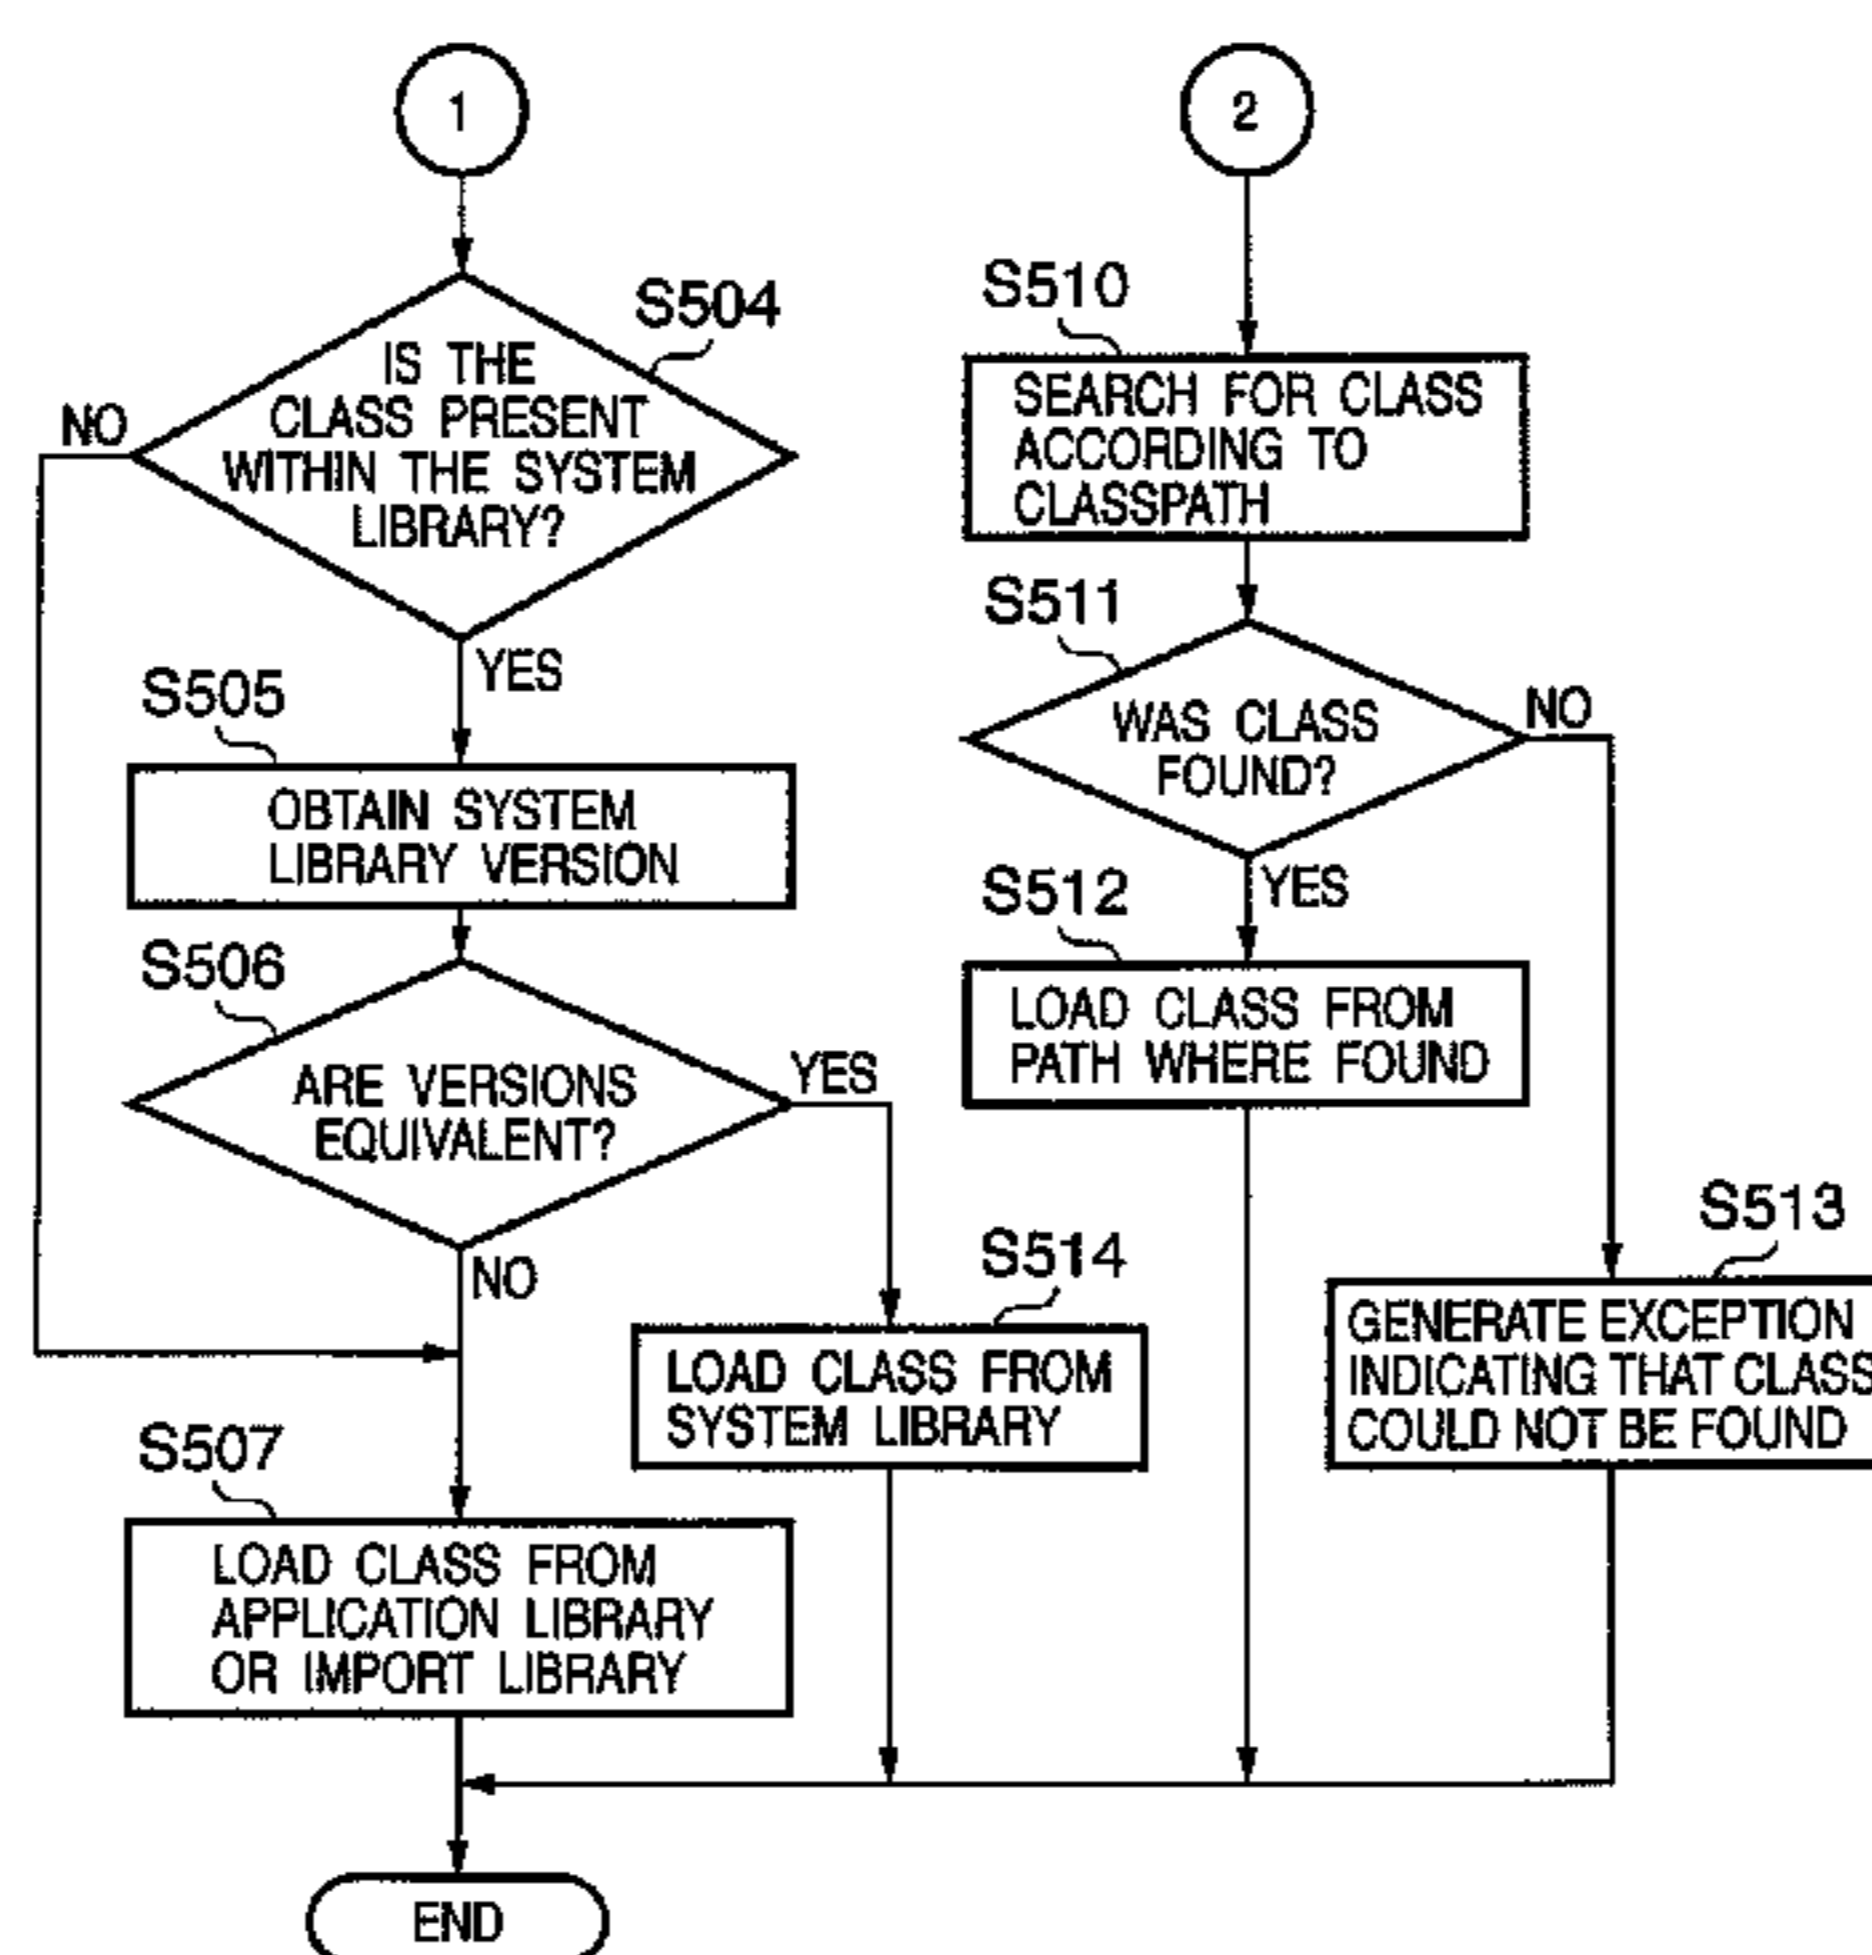 1
S504
IS THE
CLASS PRESENT
WITHIN THE SYSTEM
LIBRARY?
NO
YES
S505
OBTAIN SYSTEM
LIBRARY VERSION
S506
ARE VERSIONS
EQUIVALENT?
YES
NO
S514
LOAD CLASS FROM
SYSTEM LIBRARY
S507
LOAD CLASS FROM
APPLICATION LIBRARY
OR IMPORT LIBRARY
END
2
S510
SEARCH FOR CLASS
ACCORDING TO
CLASSPATH
S511
WAS CLASS
FOUND?
NO
YES
S512
LOAD CLASS FROM
PATH WHERE FOUND
S513
GENERATE EXCEPTION
INDICATING THAT CLASS
COULD NOT BE FOUND